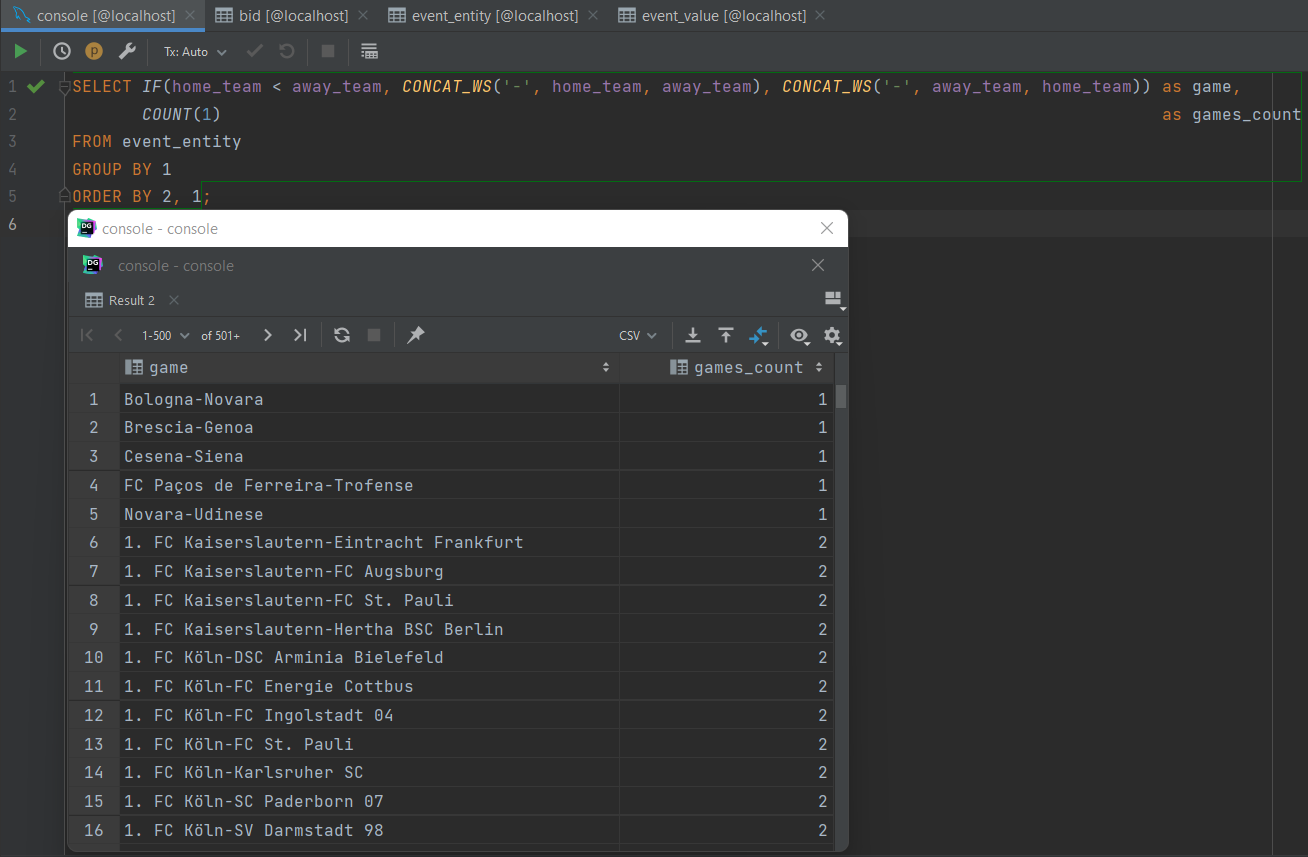 console [@localhost] bid [@localhost] event_entity [@localhost] event_value [@localhost]
p Tx: Auto
1 SELECT IF(home_team < away_team, CONCAT_WS('-', home_team, away_team), CONCAT_WS('-', away_team, home_team)) as game,
2 COUNT(1) as games_count
3 FROM event_entity
4 GROUP BY 1
5 ORDER BY 2, 1;
6
DG console - console
DG console - console
Result 2
1-500 of 501+ CSV
game games_count
1 Bologna-Novara 1
2 Brescia-Genoa 1
3 Cesena-Siena 1
4 FC Paços de Ferreira-Trofense 1
5 Novara-Udinese 1
6 1. FC Kaiserslautern-Eintracht Frankfurt 2
7 1. FC Kaiserslautern-FC Augsburg 2
8 1. FC Kaiserslautern-FC St. Pauli 2
9 1. FC Kaiserslautern-Hertha BSC Berlin 2
10 1. FC Köln-DSC Arminia Bielefeld 2
11 1. FC Köln-FC Energie Cottbus 2
12 1. FC Köln-FC Ingolstadt 04 2
13 1. FC Köln-FC St. Pauli 2
14 1. FC Köln-Karlsruher SC 2
15 1. FC Köln-SC Paderborn 07 2
16 1. FC Köln-SV Darmstadt 98 2